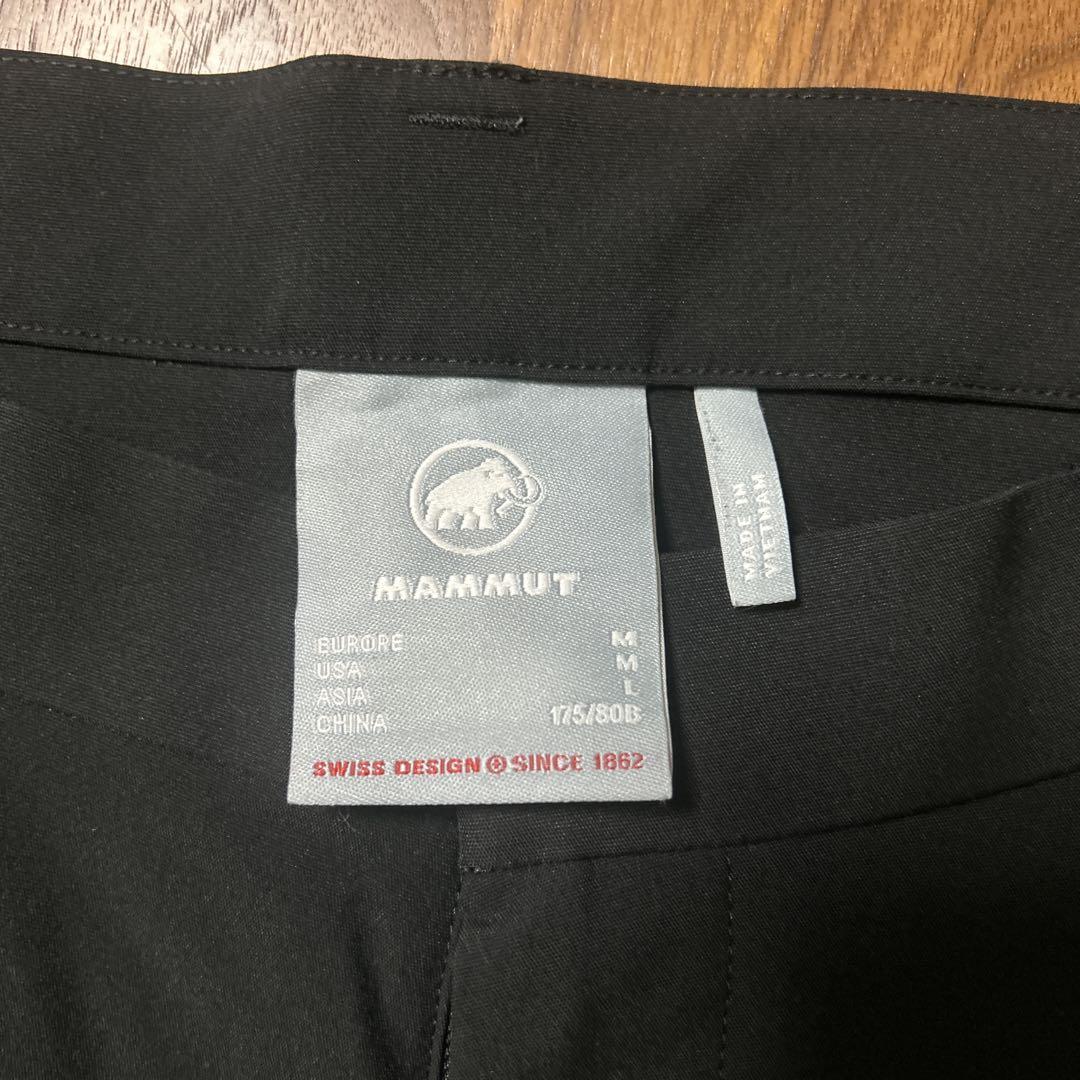 MAMMUT
EUROPE M
USA M
ASIA L
CHINA 175/80B
SWISS DESIGN SINCE 1862
MADE IN
VIETNAM